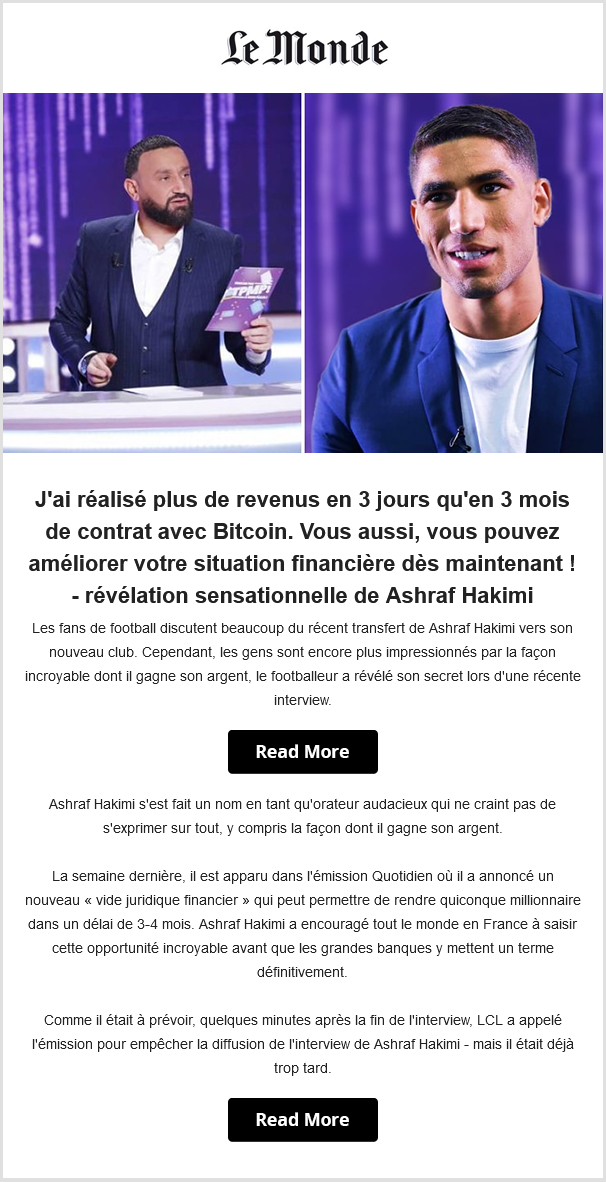 Le Monde
TPMP!
J'ai réalisé plus de revenus en 3 jours qu'en 3 mois
de contrat avec Bitcoin. Vous aussi, vous pouvez
améliorer votre situation financière dès maintenant !
- révélation sensationnelle de Ashraf Hakimi
Les fans de football discutent beaucoup du récent transfert de Ashraf Hakimi vers son
nouveau club. Cependant, les gens sont encore plus impressionnés par la façon
incroyable dont il gagne son argent, le footballeur a révélé son secret lors d'une récente
interview.
Read More
Ashraf Hakimi s'est fait un nom en tant qu'orateur audacieux qui ne craint pas de
s'exprimer sur tout, y compris la façon dont il gagne son argent.
La semaine dernière, il est apparu dans l'émission Quotidien où il a annoncé un
nouveau « vide juridique financier » qui peut permettre de rendre quiconque millionnaire
dans un délai de 3-4 mois. Ashraf Hakimi a encouragé tout le monde en France à saisir
cette opportunité incroyable avant que les grandes banques y mettent un terme
définitivement.
Comme il était à prévoir, quelques minutes après la fin de l'interview, LCL a appelé
l'émission pour empêcher la diffusion de l'interview de Ashraf Hakimi - mais il était déjà
trop tard.
Read More